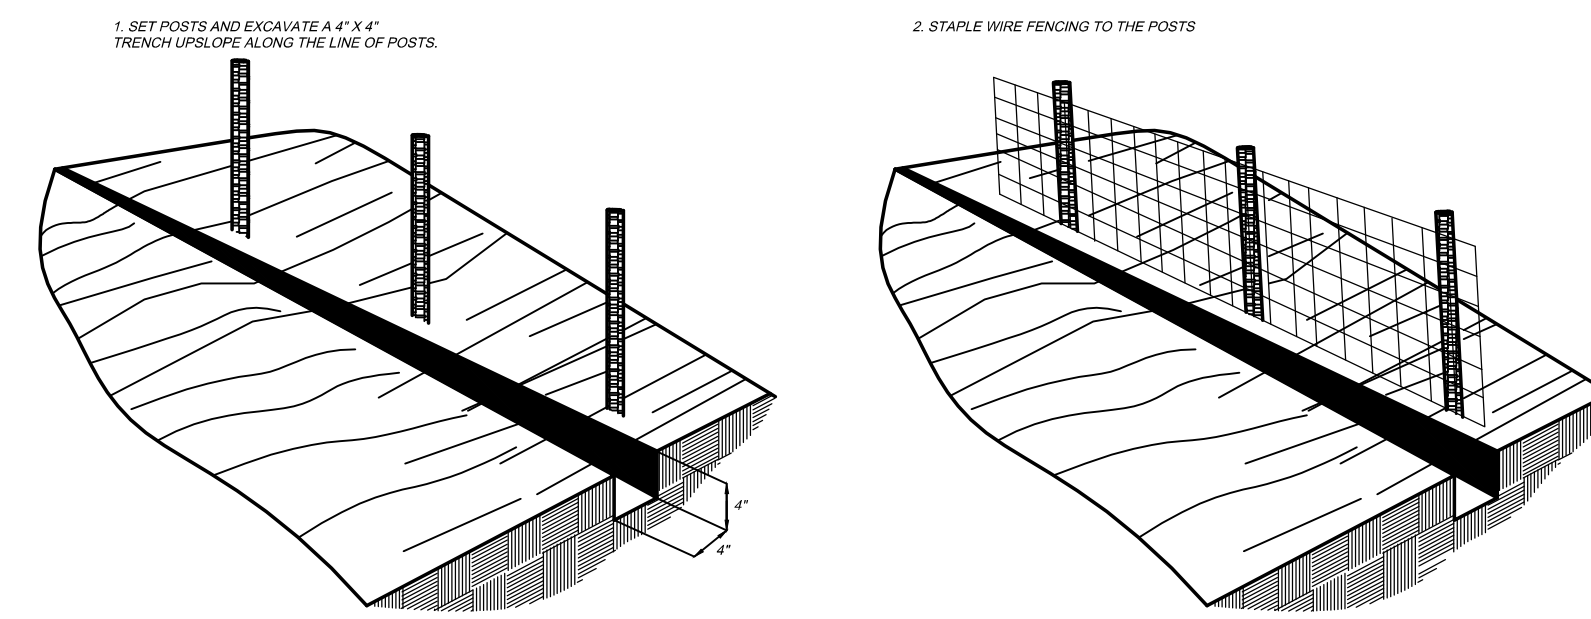 1. SET POSTS AND EXCAVATE A 4" X 4"
TRENCH UPSLOPE ALONG THE LINE OF POSTS.
2. STAPLE WIRE FENCING TO THE POSTS
4"
4"